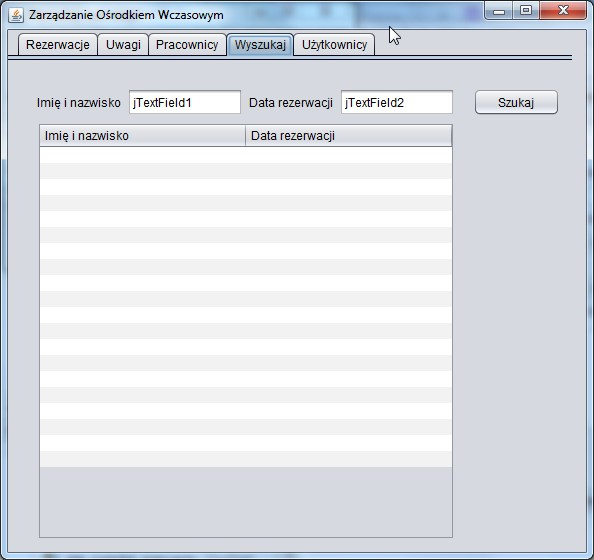 Zarządzanie Ośrodkiem Wczasowym
Rezerwacje Uwagi Pracownicy Wyszukaj Użytkownicy
Imię i nazwisko jTextField1 Data rezerwacji jTextField2 Szukaj
Imię i nazwisko Data rezerwacji